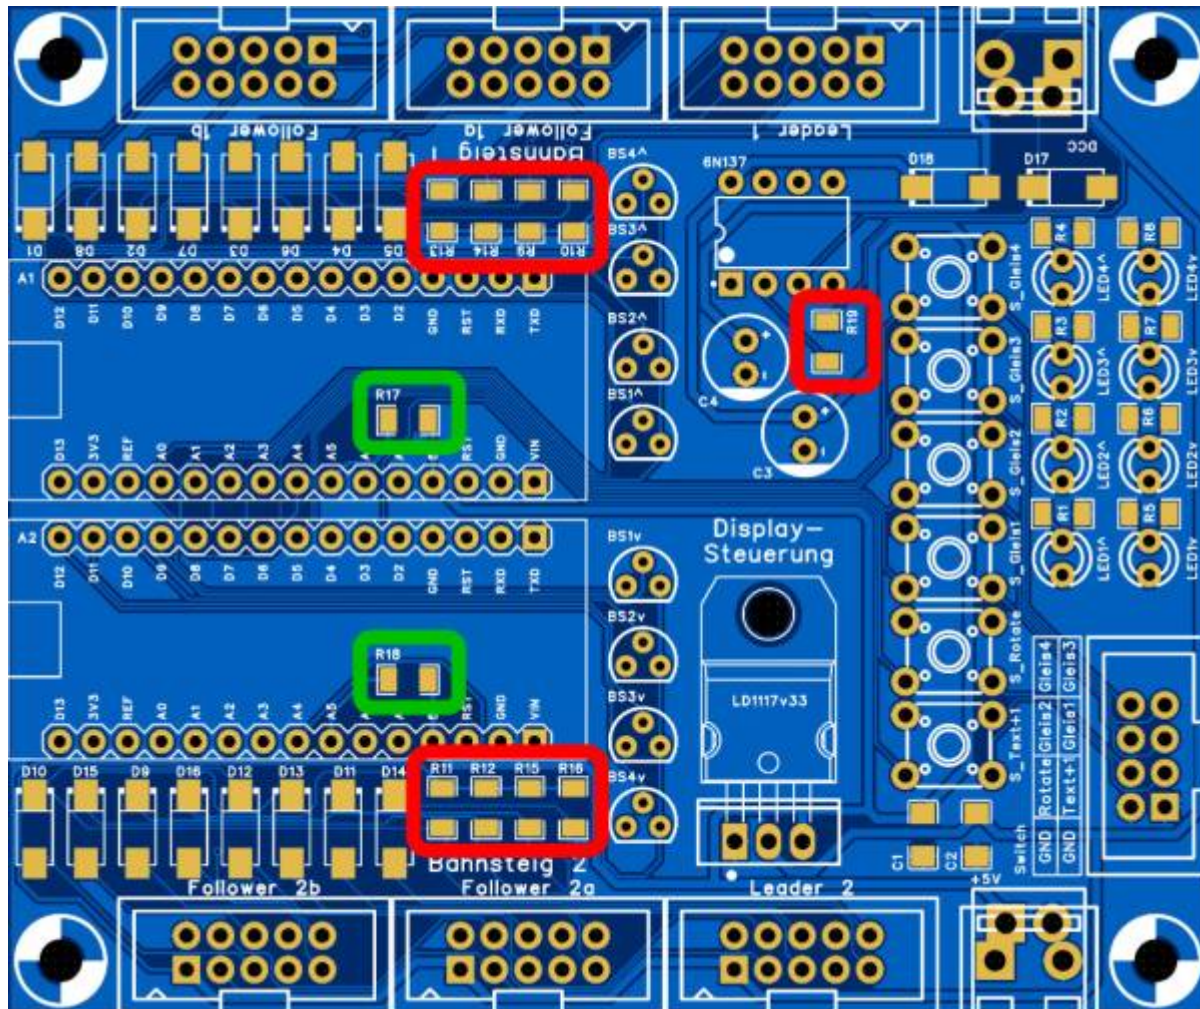 Follower 1b
Follower 1a
Leader 1
Bannsteig 1
DCC
BS4^
6N137
D18
D17
D1
D8
D2
D7
D3
D6
D4
D5
R13
R14
R9
R10
BS3^
R4
R8
S_Gleis4
LED4^
LED4v
A1
D12
D11
D10
D9
D8
D7
D6
D5
D4
D3
D2
GND
RST
RXD
TXD
BS2^
R19
R3
R7
S_Gleis3
LED3^
LED3v
R17
BS1^
C4
+
-
R2
R6
S_Gleis2
LED2^
LED2v
C3
+
-
D13
3V3
REF
A0
A1
A2
A3
A4
A5
RST
GND
VIN
A2
D12
D11
D10
D9
D8
D7
D6
D5
D4
D3
D2
GND
RST
RXD
TXD
BS1v
Display-
Steuerung
R1
R5
S_Gleis1
LED1^
LED1v
BS2v
R18
LD1117v33
S_Rotate
BS3v
D13
3V3
REF
A0
A1
A2
A3
A4
A5
RST
GND
VIN
S_Text+1
D10
D15
D9
D16
D12
D13
D11
D14
R11
R12
R15
R16
BS4v
Switch
GND Rotate Gleis2 Gleis4
GND Text+1 Gleis1 Gleis3
C1
C2
+5V
Bahnsteig 2
Follower 2b
Follower 2a
Leader 2